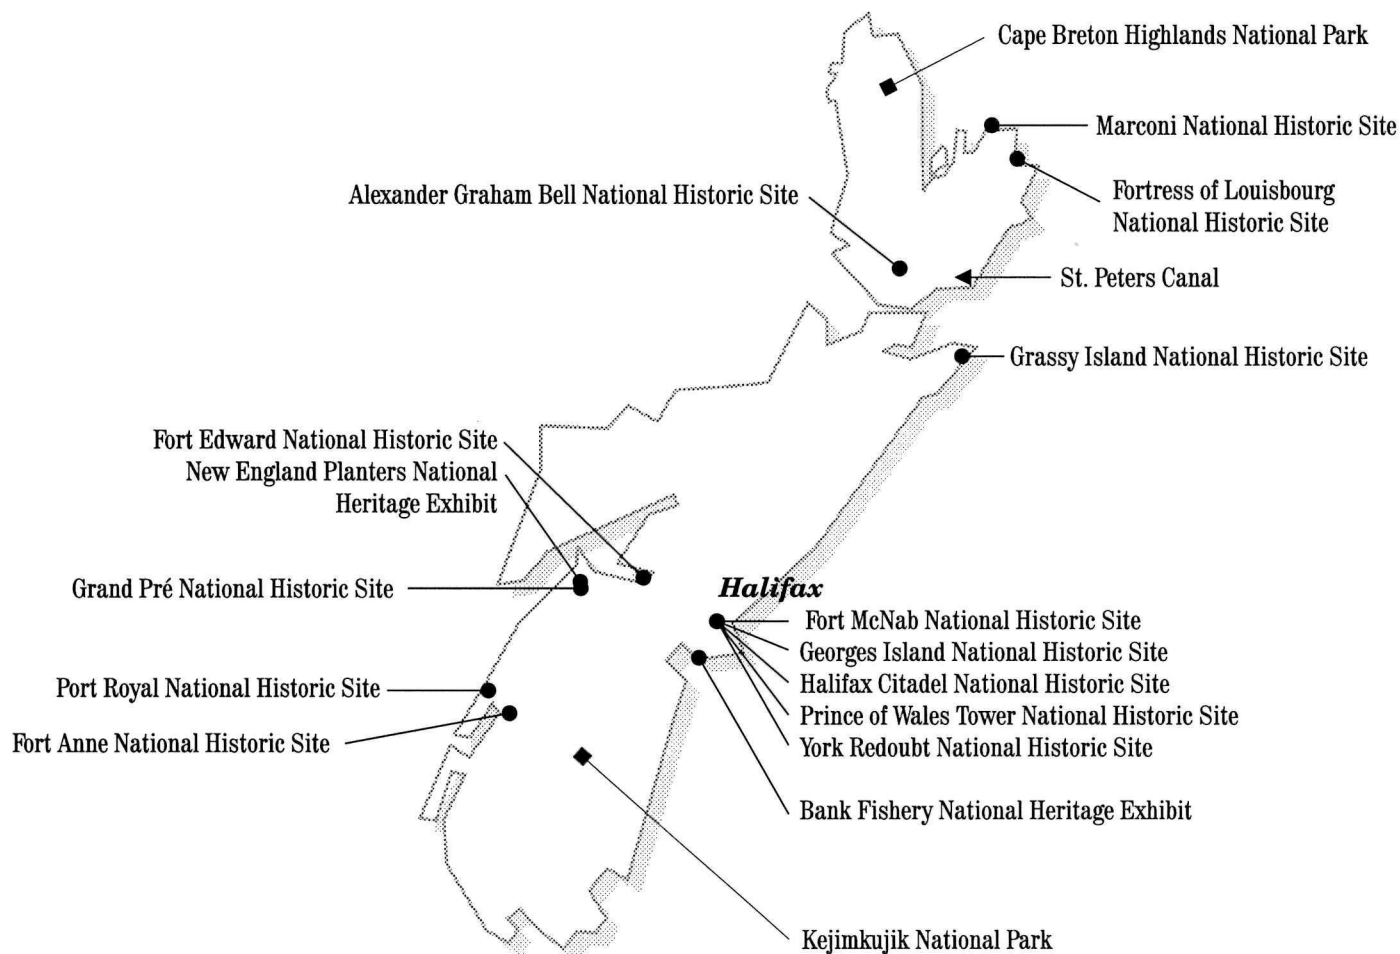 Cape Breton Highlands National Park
Marconi National Historic Site
Alexander Graham Bell National Historic Site
Fortress of Louisbourg
National Historic Site
St. Peters Canal
Grassy Island National Historic Site
Fort Edward National Historic Site
New England Planters National
Heritage Exhibit
Grand Pré National Historic Site
Halifax
Fort McNab National Historic Site
Georges Island National Historic Site
Halifax Citadel National Historic Site
Prince of Wales Tower National Historic Site
York Redoubt National Historic Site
Port Royal National Historic Site
Fort Anne National Historic Site
Bank Fishery National Heritage Exhibit
Kejimkujik National Park